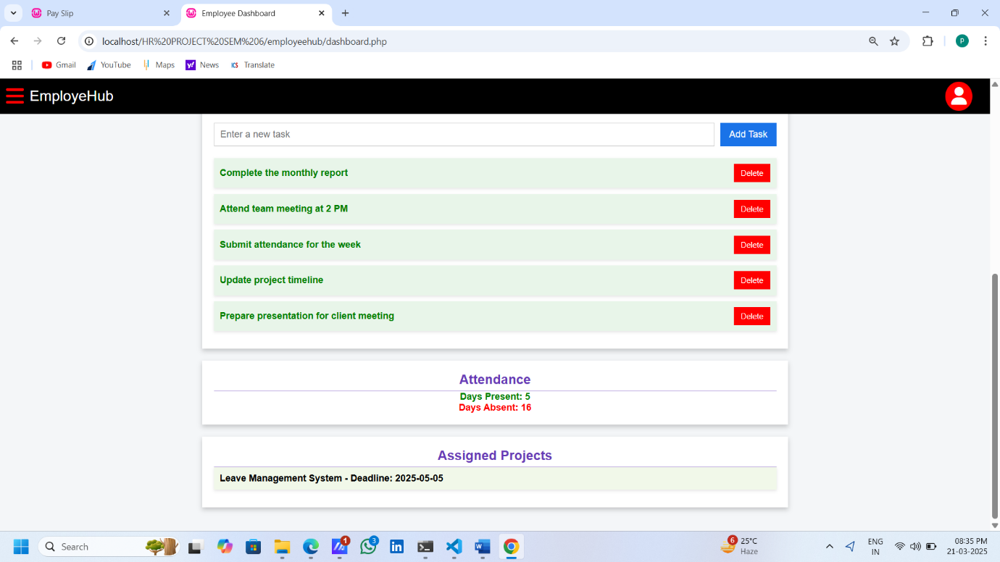 Pay Slip
Employee Dashboard
localhost/HR%20PROJECT%20SEM%206/employeehub/dashboard.php
P
Gmail
YouTube
Maps
y!
News
ICS
Translate
EmployeHub
Enter a new task
Add Task
Complete the monthly report
Delete
Attend team meeting at 2 PM
Delete
Submit attendance for the week
Delete
Update project timeline
Delete
Prepare presentation for client meeting
Delete
Attendance
Days Present: 5
Days Absent: 16
Assigned Projects
Leave Management System - Deadline: 2025-05-05
Search
1
3
6
25°C
Haze
ENG
IN
08:35 PM
21-03-2025